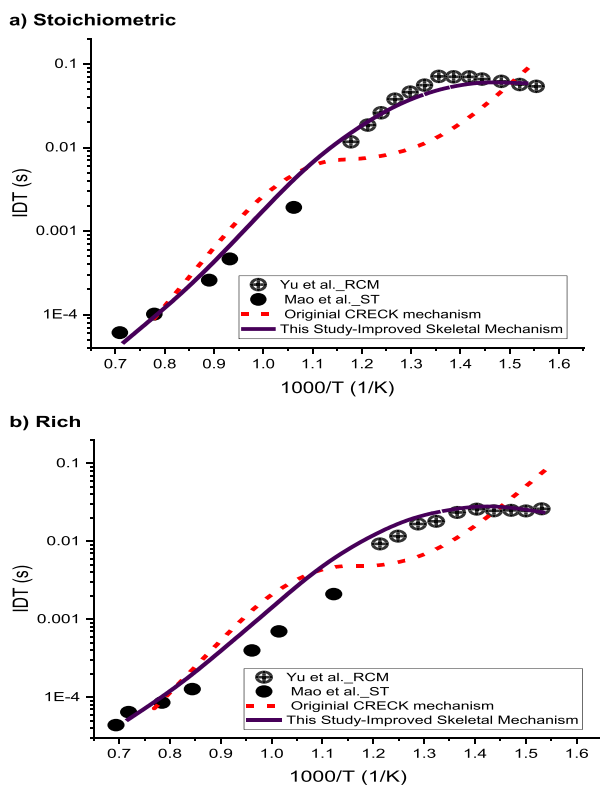 a) Stoichiometric
0.1
0.01
0.001
1E-4
IDT (s)
Yu et al._RCM
Mao et al._ST
Originial CRECK mechanism
This Study-Improved Skeletal Mechanism
0.7 0.8 0.9 1.0 1.1 1.2 1.3 1.4 1.5 1.6
1000/T (1/K)
b) Rich
0.1
0.01
0.001
1E-4
IDT (s)
Yu et al._RCM
Mao et al._ST
Originial CRECK mechanism
This Study-Improved Skeletal Mechanism
0.7 0.8 0.9 1.0 1.1 1.2 1.3 1.4 1.5 1.6
1000/T (1/K)